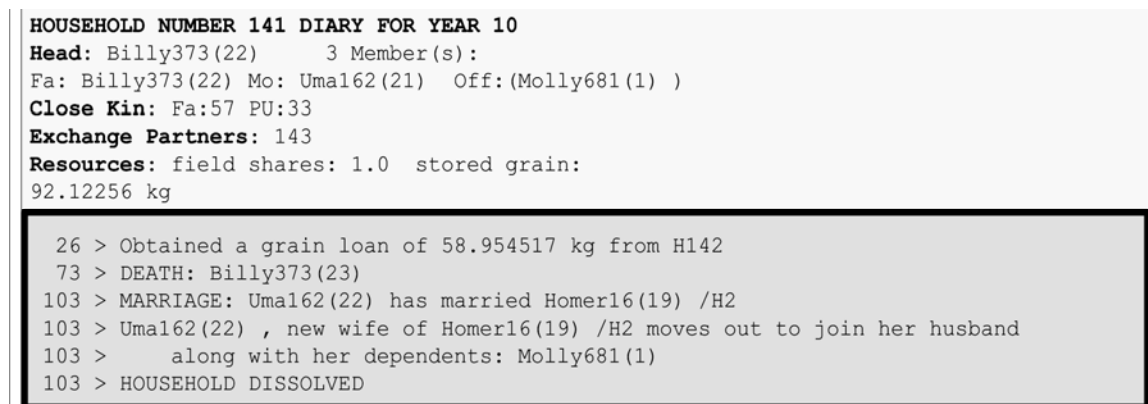 HOUSEHOLD NUMBER 141 DIARY FOR YEAR 10
Head: Billy373(22) 3 Member(s):
Fa: Billy373(22) Mo: Uma162(21) Off:(Molly681(1) )
Close Kin: Fa:57 PU:33
Exchange Partners: 143
Resources: field shares: 1.0 stored grain:
92.12256 kg
26 > Obtained a grain loan of 58.954517 kg from H142
73 > DEATH: Billy373(23)
103 > MARRIAGE: Uma162(22) has married Homer16(19) /H2
103 > Uma162(22) , new wife of Homer16(19) /H2 moves out to join her husband
103 > along with her dependents: Molly681(1)
103 > HOUSEHOLD DISSOLVED